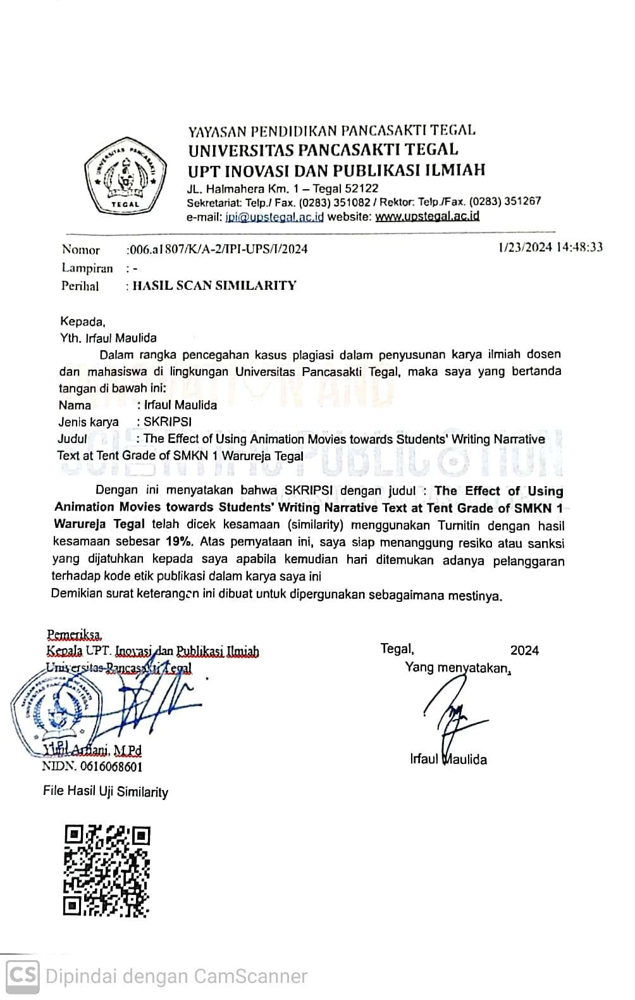 YAYASAN PENDIDIKAN PANCASAKTI TEGAL
UNIVERSITAS PANCASAKTI TEGAL
UPT INOVASI DAN PUBLIKASI ILMIAH
JL. Halmahera Km. 1 – Tegal 52122
Sekretariat: Telp./ Fax. (0283) 351082 / Rektor: Telp./Fax. (0283) 351267
e-mail: ipi@upstegal.ac.id website: www.upstegal.ac.id
UNIVERSITAS PANCASAKTI
TEGAL
Nomor :006.a1807/K/A-2/IPI-UPS/I/2024 1/23/2024 14:48:33
Lampiran : -
Perihal : HASIL SCAN SIMILARITY
Kepada,
Yth. Irfaul Maulida
Dalam rangka pencegahan kasus plagiasi dalam penyusunan karya ilmiah dosen
dan mahasiswa di lingkungan Universitas Pancasakti Tegal, maka saya yang bertanda
tangan di bawah ini:
Nama : Irfaul Maulida
Jenis karya : SKRIPSI
Judul : The Effect of Using Animation Movies towards Students' Writing Narrative
Text at Tent Grade of SMKN 1 Warureja Tegal
INNOVATION AND
SCIENTIFIC PUBLICATION
Dengan ini menyatakan bahwa SKRIPSI dengan judul : The Effect of Using
Animation Movies towards Students' Writing Narrative Text at Tent Grade of SMKN 1
Warureja Tegal telah dicek kesamaan (similarity) menggunakan Turnitin dengan hasil
kesamaan sebesar 19%. Atas pernyataan ini, saya siap menanggung resiko atau sanksi
yang dijatuhkan kepada saya apabila kemudian hari ditemukan adanya pelanggaran
terhadap kode etik publikasi dalam karya saya ini
Demikian surat keterangan ini dibuat untuk dipergunakan sebagaimana mestinya.
Pemeriksa,
Kepala UPT. Inovasi dan Publikasi Ilmiah
Universitas Pancasakti Tegal
Ardiani, M.Pd
NIDN. 0616068601
Tegal, 2024
Yang menyatakan,
Irfaul Maulida
File Hasil Uji Similarity
CS Dipindai dengan CamScanner